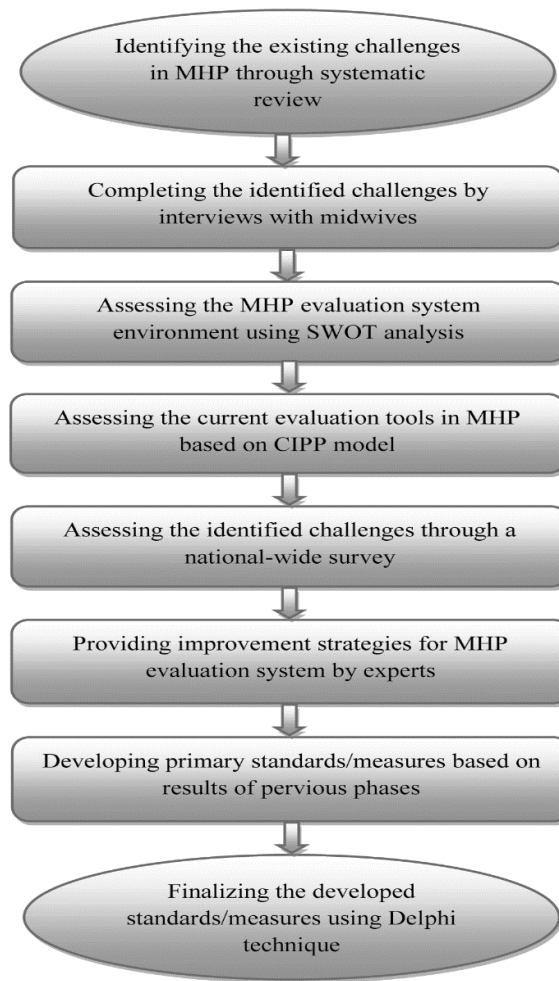 Identifying the existing challenges
in MHP through systematic
review
Completing the identified challenges by
interviews with midwives
Assessing the MHP evaluation system
environment using SWOT analysis
Assessing the current evaluation tools in MHP
based on CIPP model
Assessing the identified challenges through a
national-wide survey
Providing improvement strategies for MHP
evaluation system by experts
Developing primary standards/measures based on
results of pervious phases
Finalizing the developed
standards/measures using Delphi
technique